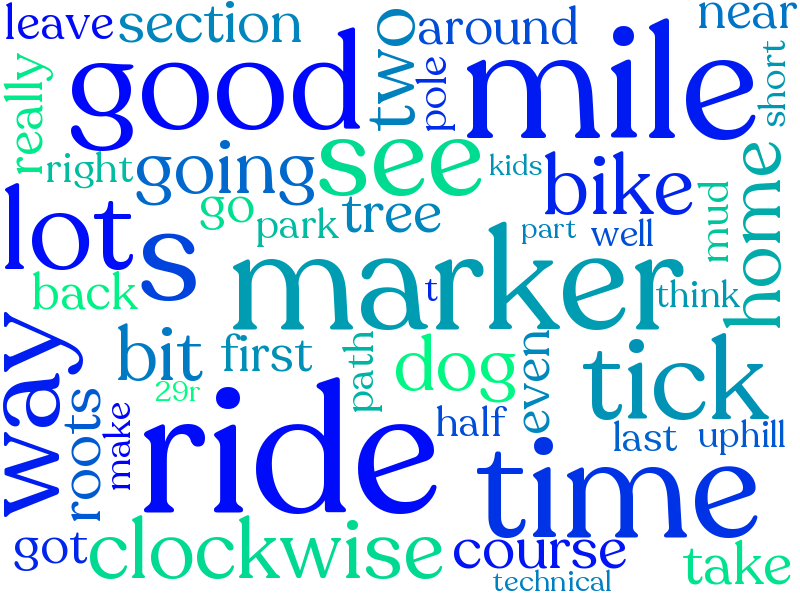 leave
section
two
around
near
good
mile
pole
short
really
right
going
see
kids
bike
home
mud
go
park
tree
part
well
lot
s
back
marker
t
think
way
bit
first
path
dog
even
tick
29r
roots
make
ride
half
last
uphill
time
got
clockwise
course
take
technical